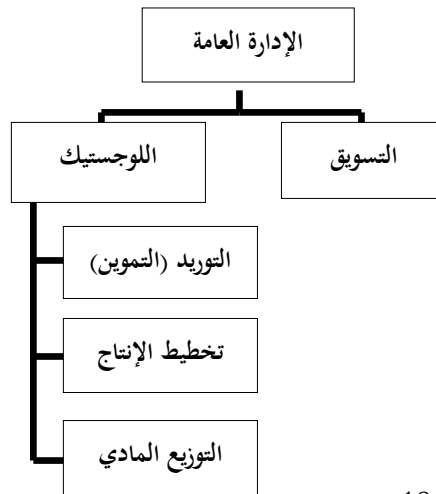 الإدارة العامة
التسويق
اللوجستيك
التوريد (التموين)
تخطيط الإنتاج
التوزيع المادي